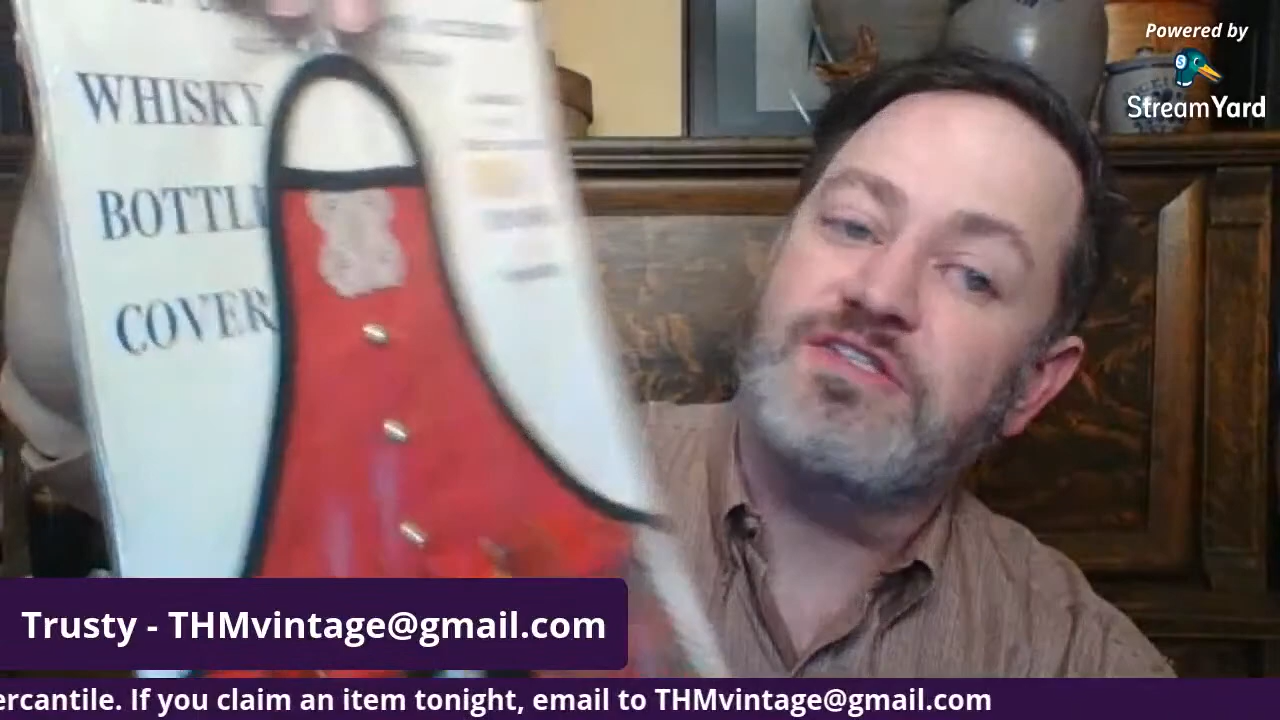 Powered by
StreamYard
WHISKY
BOTTLE
COVER
Trusty - THMvintage@gmail.com
ercantile. If you claim an item tonight, email to THMvintage@gmail.com